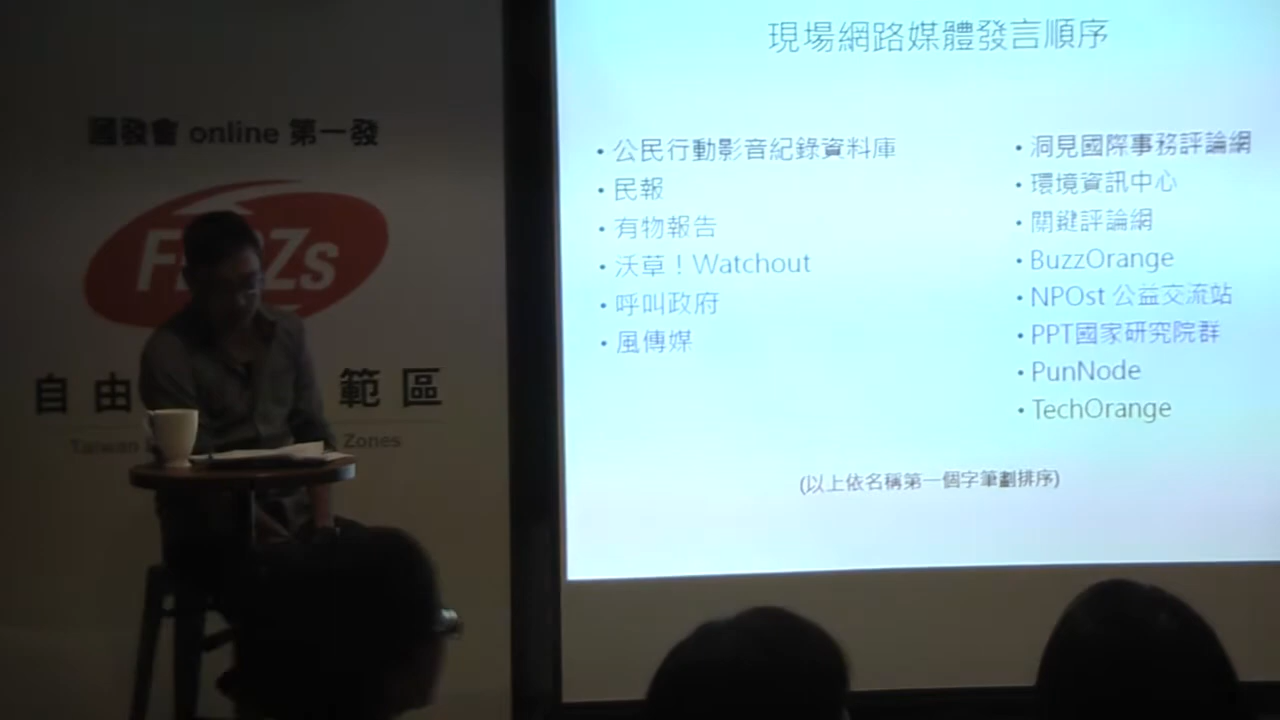 現場網路媒體發言順序
• 公民行動影音紀錄資料庫
• 民報
• 有物報告
• 沃草！Watchout
• 呼叫政府
• 風傳媒
• 洞見國際事務評論網
• 環境資訊中心
• 關鍵評論網
• BuzzOrange
• NPOst 公益交流站
• PPT國家研究院群
• PunNode
• TechOrange
(以上依名稱第一個字筆劃排序)
國發會 online 第一發
F Zs
自由 範區
Taiwan Zones